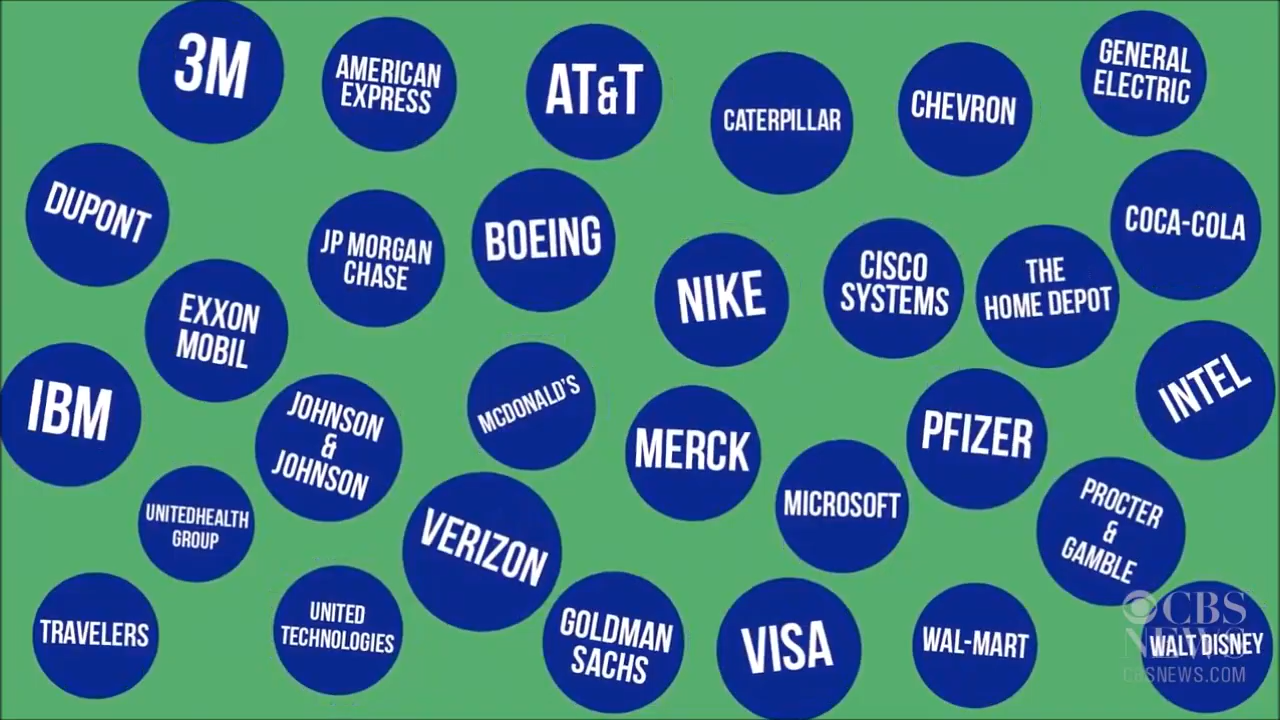 3M
AMERICAN
EXPRESS
AT&T
CATERPILLAR
CHEVRON
GENERAL
ELECTRIC
DUPONT
JP MORGAN
CHASE
BOEING
NIKE
CISCO
SYSTEMS
THE
HOME DEPOT
COCA-COLA
EXXON
MOBIL
IBM
JOHNSON
&
JOHNSON
MCDONALD'S
MERCK
PFIZER
INTEL
UNITEDHEALTH
GROUP
VERIZON
MICROSOFT
PROCTER
&
GAMBLE
TRAVELERS
UNITED
TECHNOLOGIES
GOLDMAN
SACHS
VISA
WAL-MART
WALT DISNEY
CBS
NEWS
CBSNEWS.COM